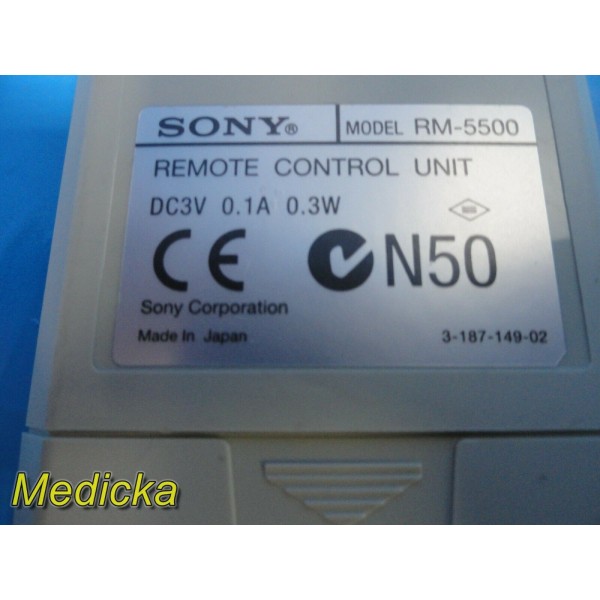 SONY® MODEL RM-5500
REMOTE CONTROL UNIT
DC3V 0.1A 0.3W
CE N50
Sony Corporation
Made In Japan 3-187-149-02
Medicka